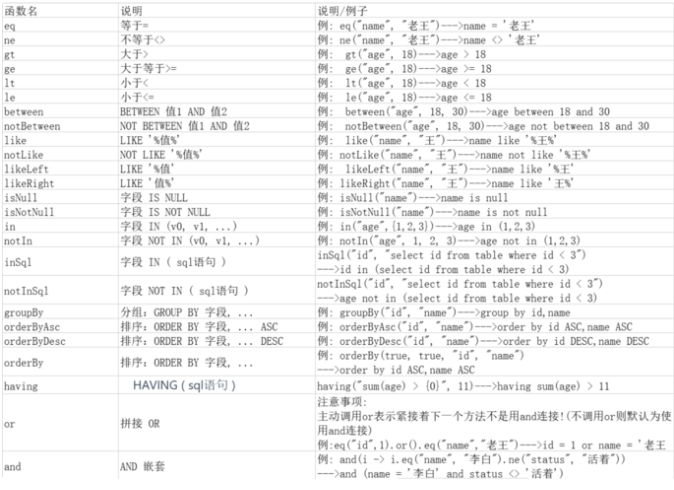 函数名 说明 说明/例子
eq 等于= 例: eq("name", "老王")--->name = '老王'
ne 不等于<> 例: ne("name", "老王")--->name <> '老王'
gt 大于> 例: gt("age", 18)--->age > 18
ge 大于等于>= 例: ge("age", 18)--->age >= 18
lt 小于< 例: lt("age", 18)--->age < 18
le 小于<= 例: le("age", 18)--->age <= 18
between BETWEEN 值1 AND 值2 例: between("age", 18, 30)--->age between 18 and 30
notBetween NOT BETWEEN 值1 AND 值2 例: notBetween("age", 18, 30)--->age not between 18 and 30
like LIKE '%值%' 例: like("name", "王")--->name like '%王%'
notLike NOT LIKE '%值%' 例: notLike("name", "王")--->name not like '%王%'
likeLeft LIKE '%值' 例: likeLeft("name", "王")--->name like '%王'
likeRight LIKE '值%' 例: likeRight("name", "王")--->name like '王%'
isNull 字段 IS NULL 例: isNull("name")--->name is null
isNotNull 字段 IS NOT NULL 例: isNotNull("name")--->name is not null
in 字段 IN (v0, v1, ...) 例: in("age",{1,2,3})--->age in (1,2,3)
notIn 字段 NOT IN (v0, v1, ...) 例: notIn("age", 1, 2, 3)--->age not in (1,2,3)
inSql 字段 IN ( sql语句 ) inSql("id", "select id from table where id < 3")
--->id in (select id from table where id < 3)
notInSql 字段 NOT IN ( sql语句 ) notInSql("id", "select id from table where id < 3")
--->age not in (select id from table where id < 3)
groupBy 分组: GROUP BY 字段, ... 例: groupBy("id", "name")--->group by id,name
orderByAsc 排序: ORDER BY 字段, ... ASC 例: orderByAsc("id", "name")--->order by id ASC,name ASC
orderByDesc 排序: ORDER BY 字段, ... DESC 例: orderByDesc("id", "name")--->order by id DESC,name DESC
orderBy 排序: ORDER BY 字段, ... 例: orderBy(true, true, "id", "name")
--->order by id ASC,name ASC
having HAVING ( sql语句 ) having("sum(age) > {0}", 11)--->having sum(age) > 11
or 拼接 OR 注意事项:
主动调用or表示紧接着下一个方法不是用and连接!(不调用or则默认为使
用and连接)
例:eq("id",1).or().eq("name","老王")--->id = 1 or name = '老王
and AND 嵌套 例: and(i -> i.eq("name", "李白").ne("status", "活着"))
--->and (name = '李白' and status <> '活着')